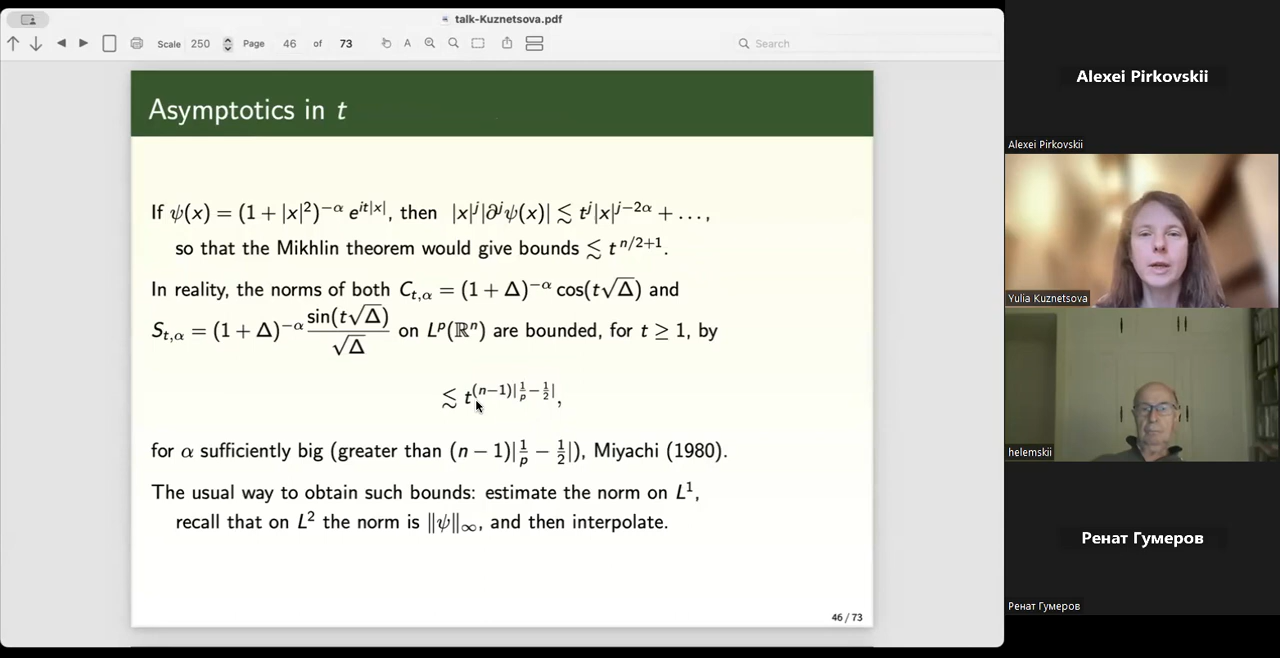 talk-Kuznetsova.pdf
Scale 250 Page 46 of 73 A Search
Asymptotics in t
If ψ(x) = (1 + |x|²)^{−α} e^{it|x|}, then |x|^j|∂^jψ(x)| ≲ t^j|x|^{j−2α} + …,
so that the Mikhlin theorem would give bounds ≲ t^{n/2+1}.
In reality, the norms of both C_{t,α} = (1 + Δ)^{−α} cos(t√Δ) and
S_{t,α} = (1 + Δ)^{−α} sin(t√Δ)/√Δ on L^p(ℝ^n) are bounded, for t ≥ 1, by
≲ t^{(n−1)|1/p − 1/2|},
for α sufficiently big (greater than (n − 1)|1/p − 1/2|), Miyachi (1980).
The usual way to obtain such bounds: estimate the norm on L¹,
recall that on L² the norm is ‖ψ‖_∞, and then interpolate.
46 / 73
Alexei Pirkovskii
Alexei Pirkovskii
Yulia Kuznetsova
helemskii
Ренат Гумеров
Ренат Гумеров